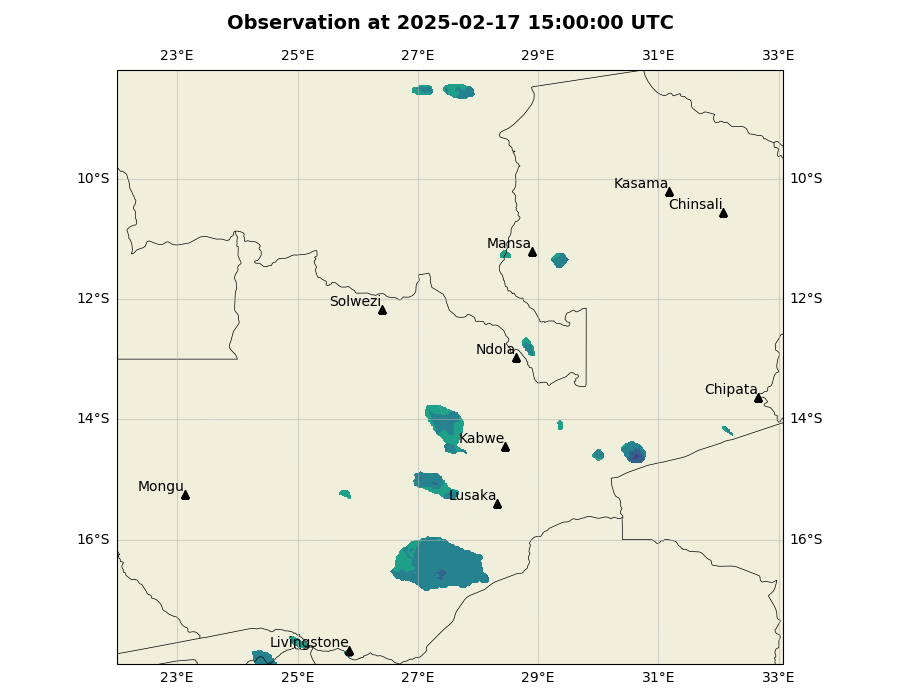 Observation at 2025-02-17 15:00:00 UTC
23°E 25°E 27°E 29°E 31°E 33°E
10°S 10°S
Kasama
Chinsali
Mansa
12°S 12°S
Solwezi
Ndola
Chipata
14°S 14°S
Kabwe
Mongu
Lusaka
16°S 16°S
Livingstone
23°E 25°E 27°E 29°E 31°E 33°E